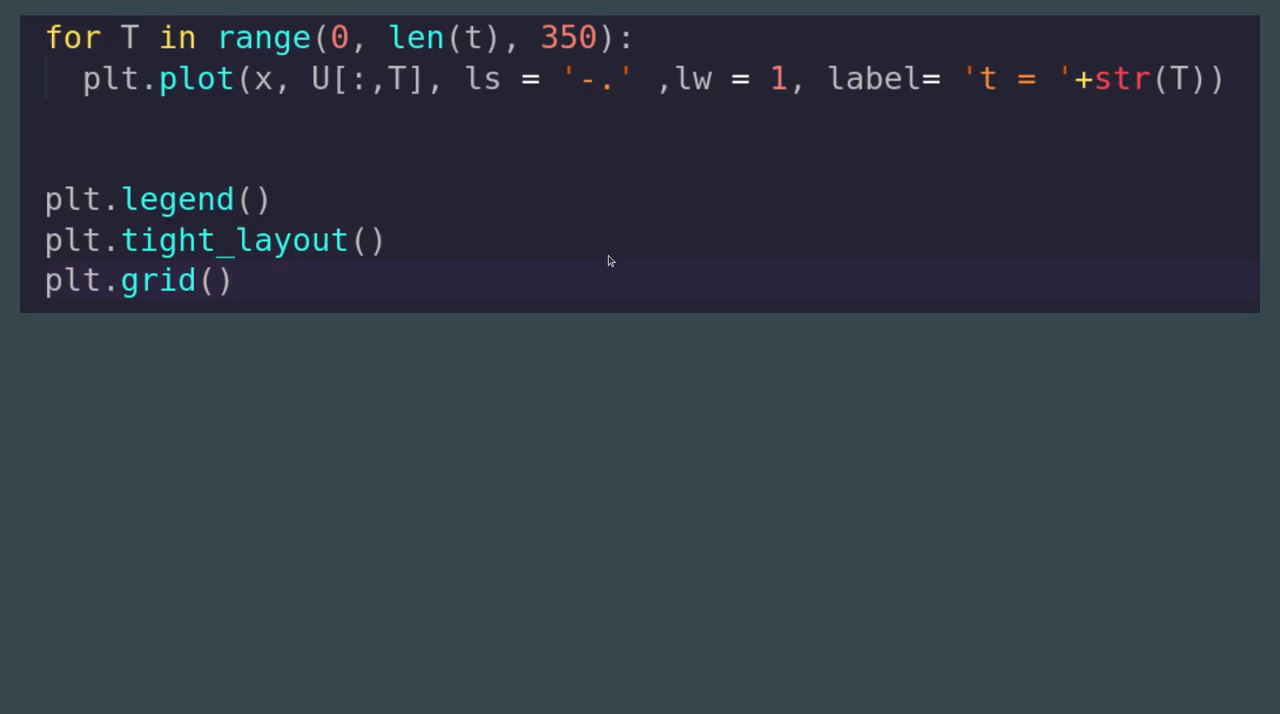 for T in range(0, len(t), 350):
  plt.plot(x, U[:,T], ls = '-.' ,lw = 1, label= 't = '+str(T))
plt.legend()
plt.tight_layout()
plt.grid()